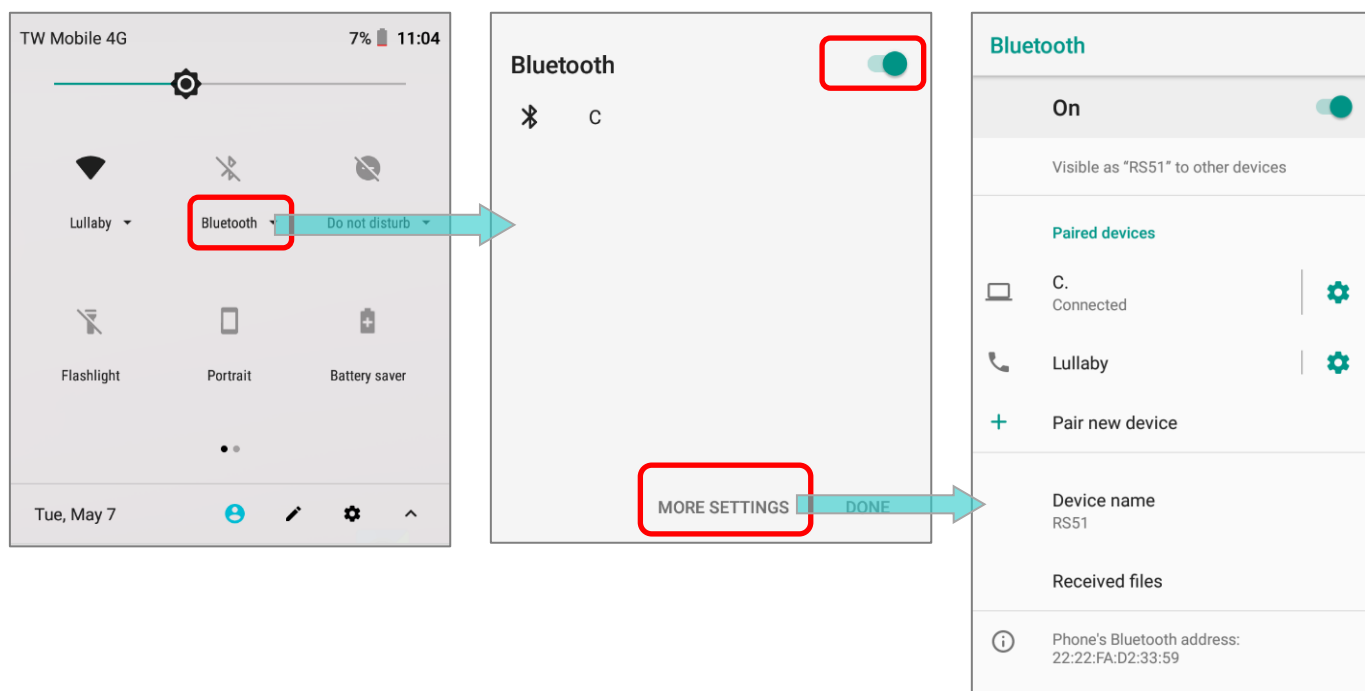 TW Mobile 4G 7% 11:04
Lullaby Bluetooth Do not disturb
Flashlight Portrait Battery saver
Tue, May 7
Bluetooth
C
MORE SETTINGS DONE
Bluetooth
On
Visible as “RS51” to other devices
Paired devices
C.
Connected
Lullaby
Pair new device
Device name
RS51
Received files
Phone's Bluetooth address:
22:22:FA:D2:33:59